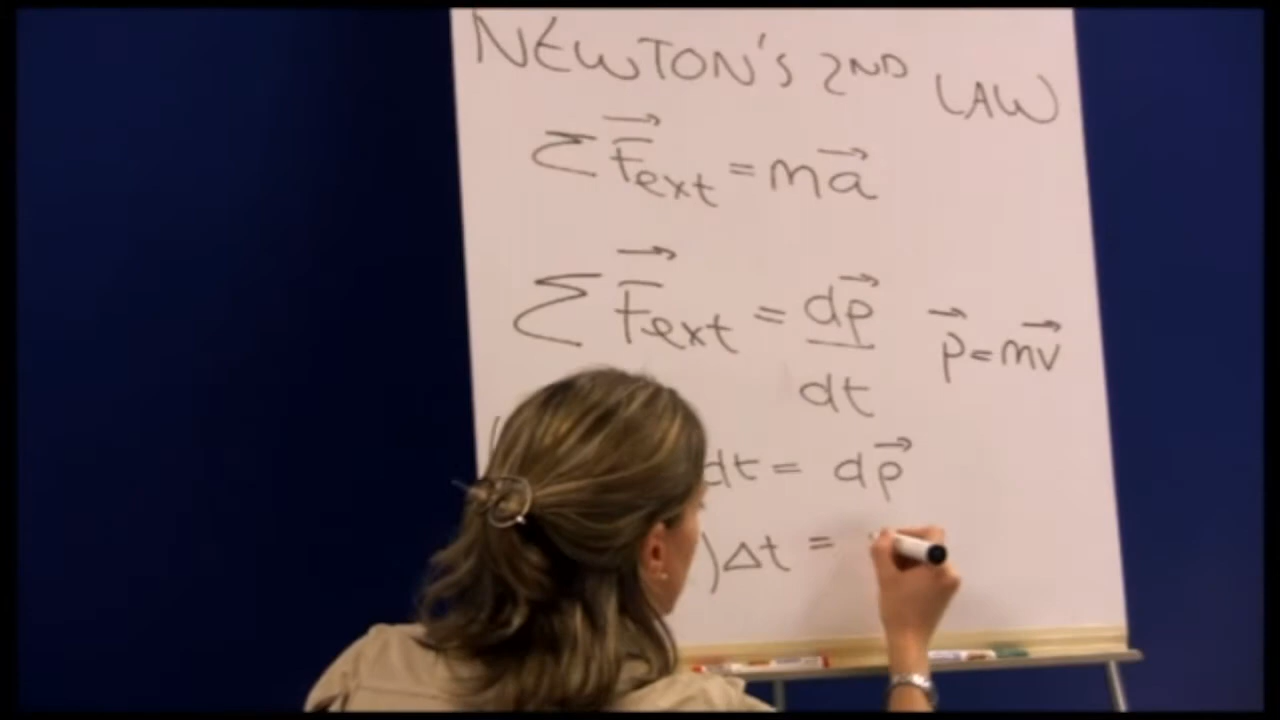 NEWTON'S 2ND LAW
ΣF⃗ext = ma⃗
ΣF⃗ext = dp⃗/dt p⃗ = mv⃗
dt = dp⃗
)Δt =